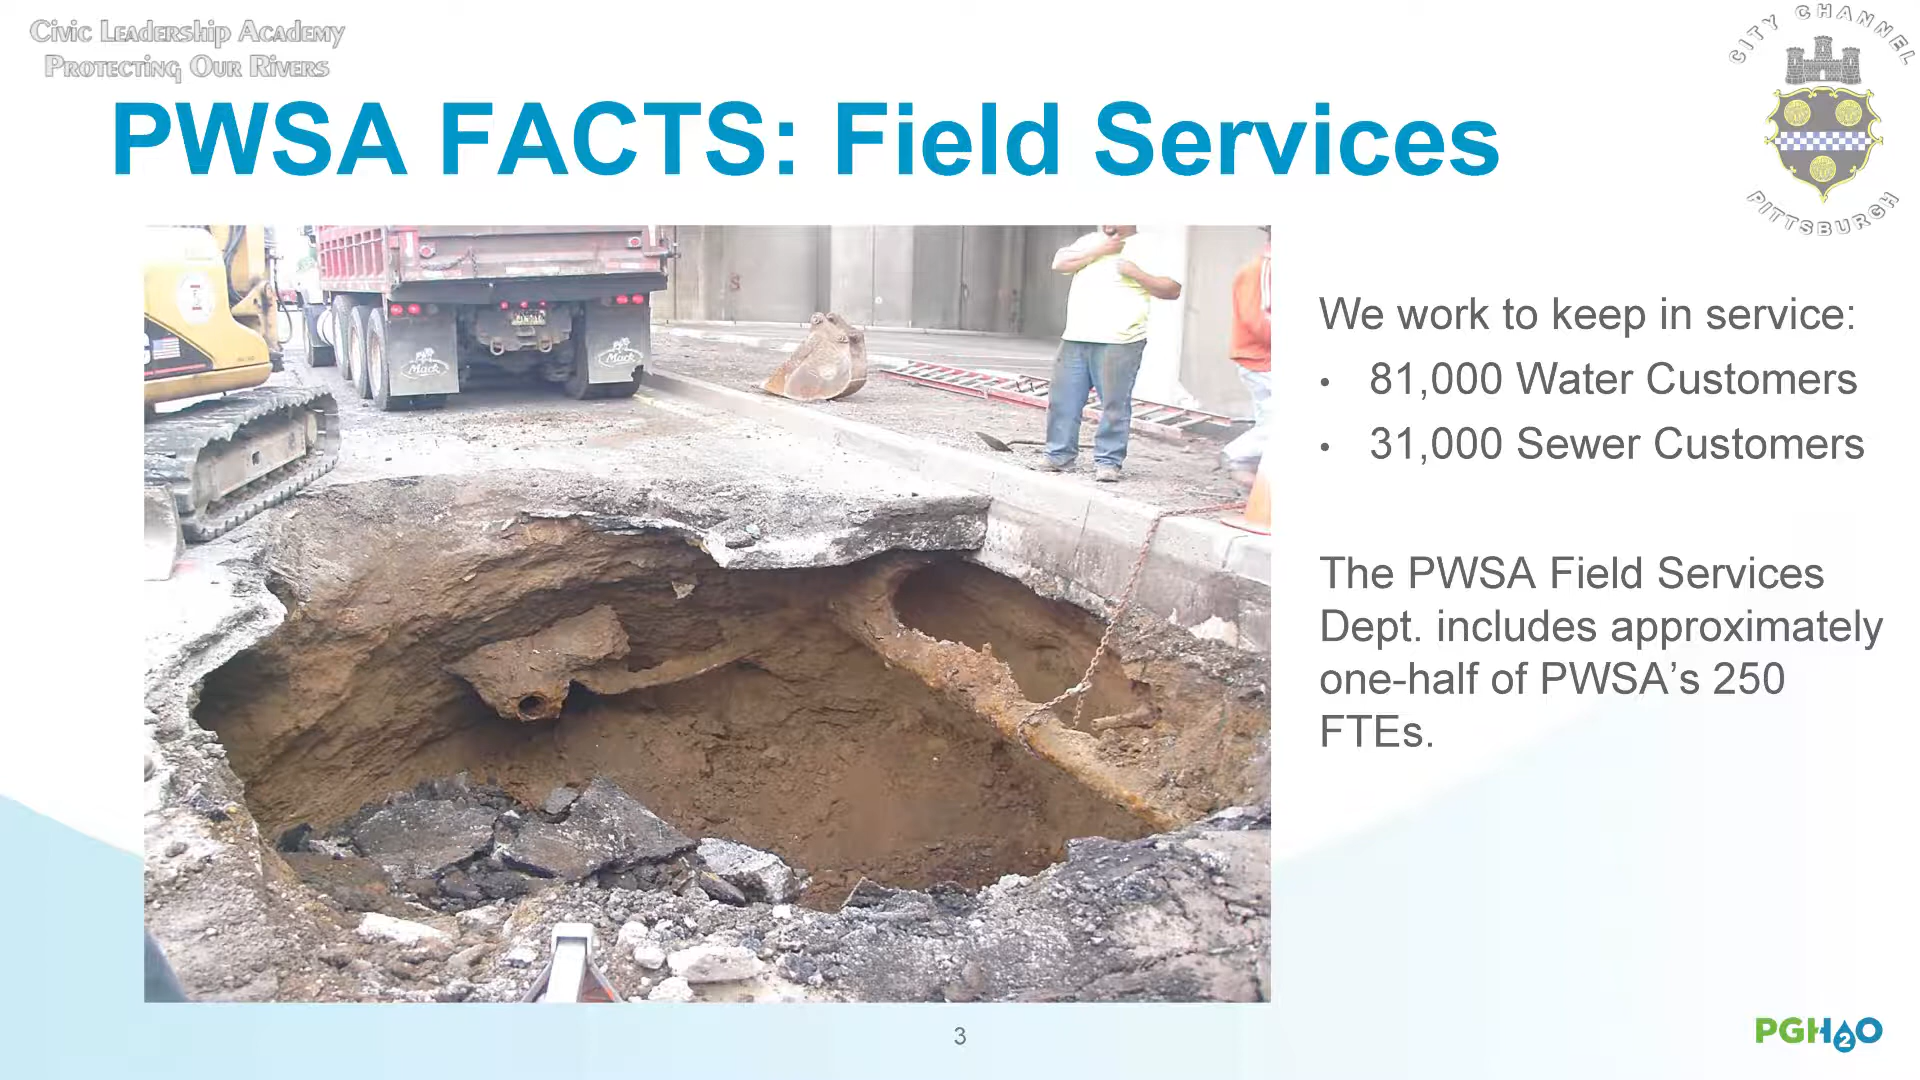 Civic Leadership Academy
Protecting Our Rivers
CITY CHANNEL
PITTSBURGH
PWSA FACTS: Field Services
We work to keep in service:
• 81,000 Water Customers
• 31,000 Sewer Customers
The PWSA Field Services
Dept. includes approximately
one-half of PWSA’s 250
FTEs.
Mack
Mack
3
PGH2O